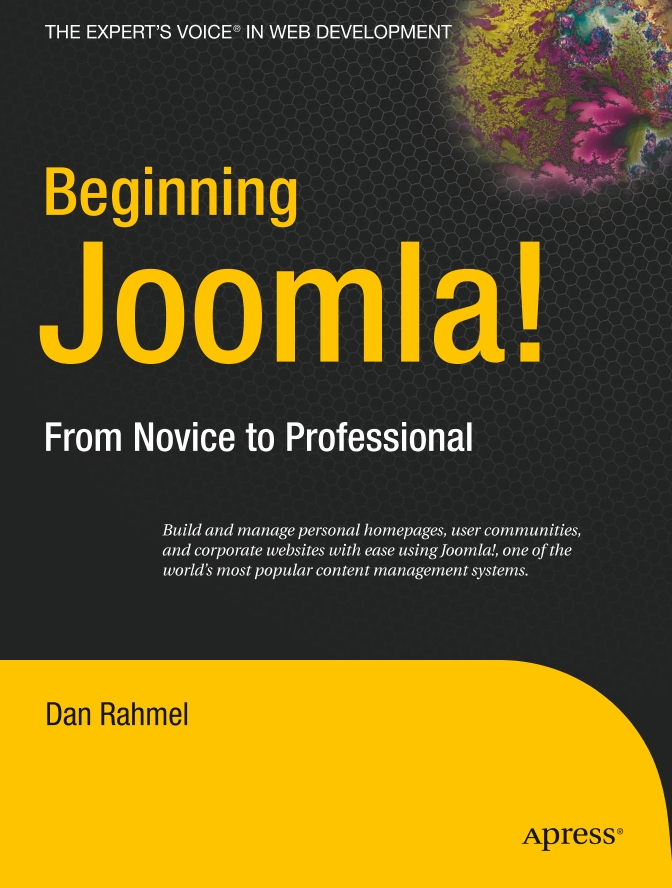 THE EXPERT'S VOICE® IN WEB DEVELOPMENT
Beginning
Joomla!
From Novice to Professional
Build and manage personal homepages, user communities,
and corporate websites with ease using Joomla!, one of the
world's most popular content management systems.
Dan Rahmel
Apress®